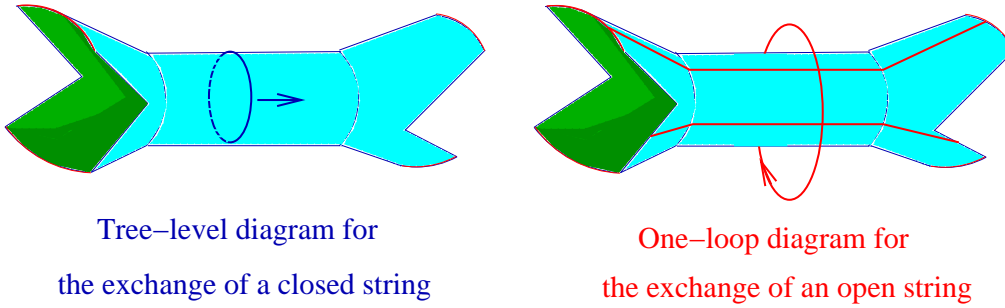 Tree−level diagram for
the exchange of a closed string
One−loop diagram for
the exchange of an open string